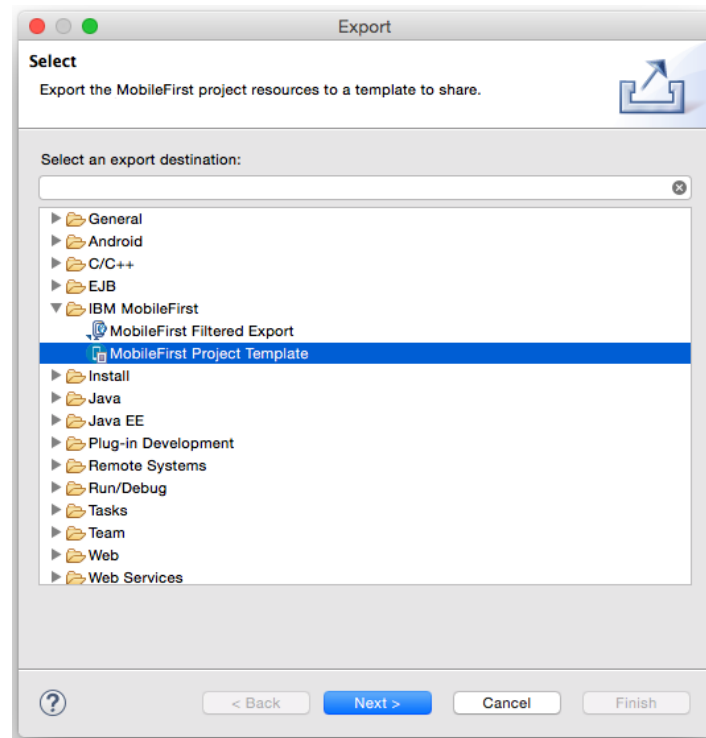 Export
Select
Export the MobileFirst project resources to a template to share.
Select an export destination:
General
Android
C/C++
EJB
IBM MobileFirst
MobileFirst Filtered Export
MobileFirst Project Template
Install
Java
Java EE
Plug-in Development
Remote Systems
Run/Debug
Tasks
Team
Web
Web Services
? < Back Next > Cancel Finish